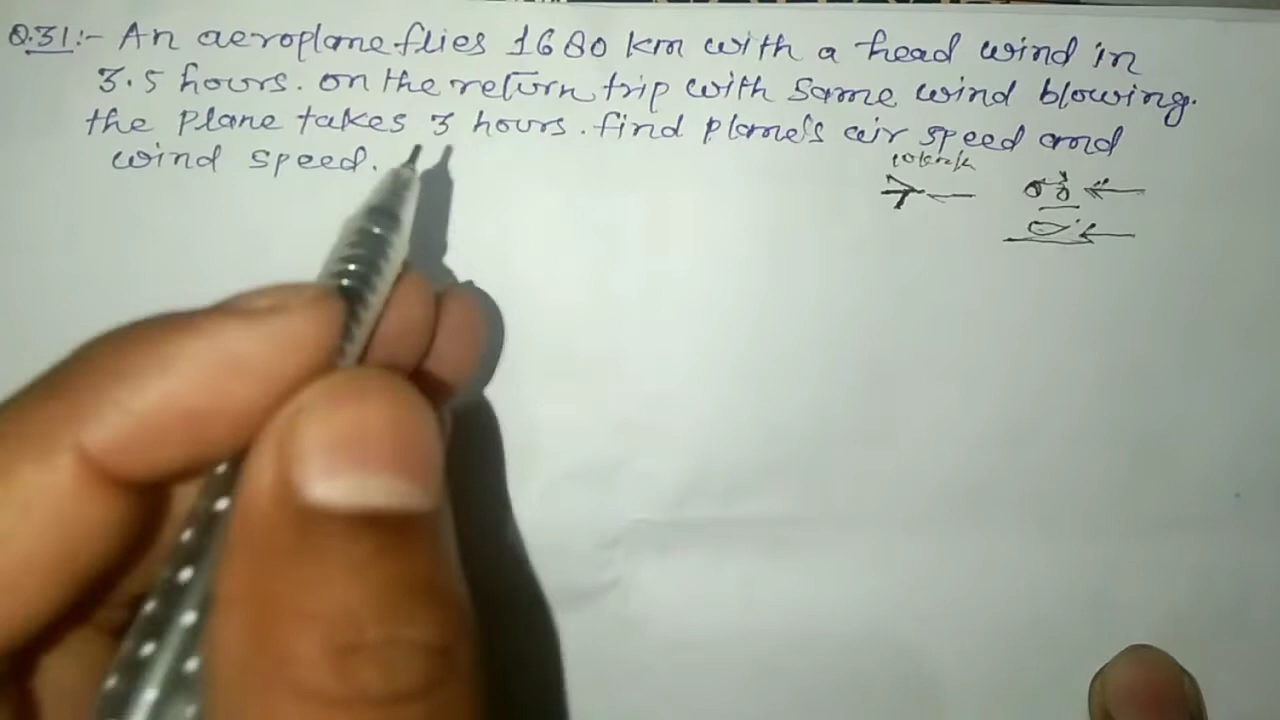 Q.31:- An aeroplane flies 1680 km with a head wind in
3.5 hours. on the return trip with same wind blowing.
the plane takes 3 hours. find plane's air speed and
wind speed.